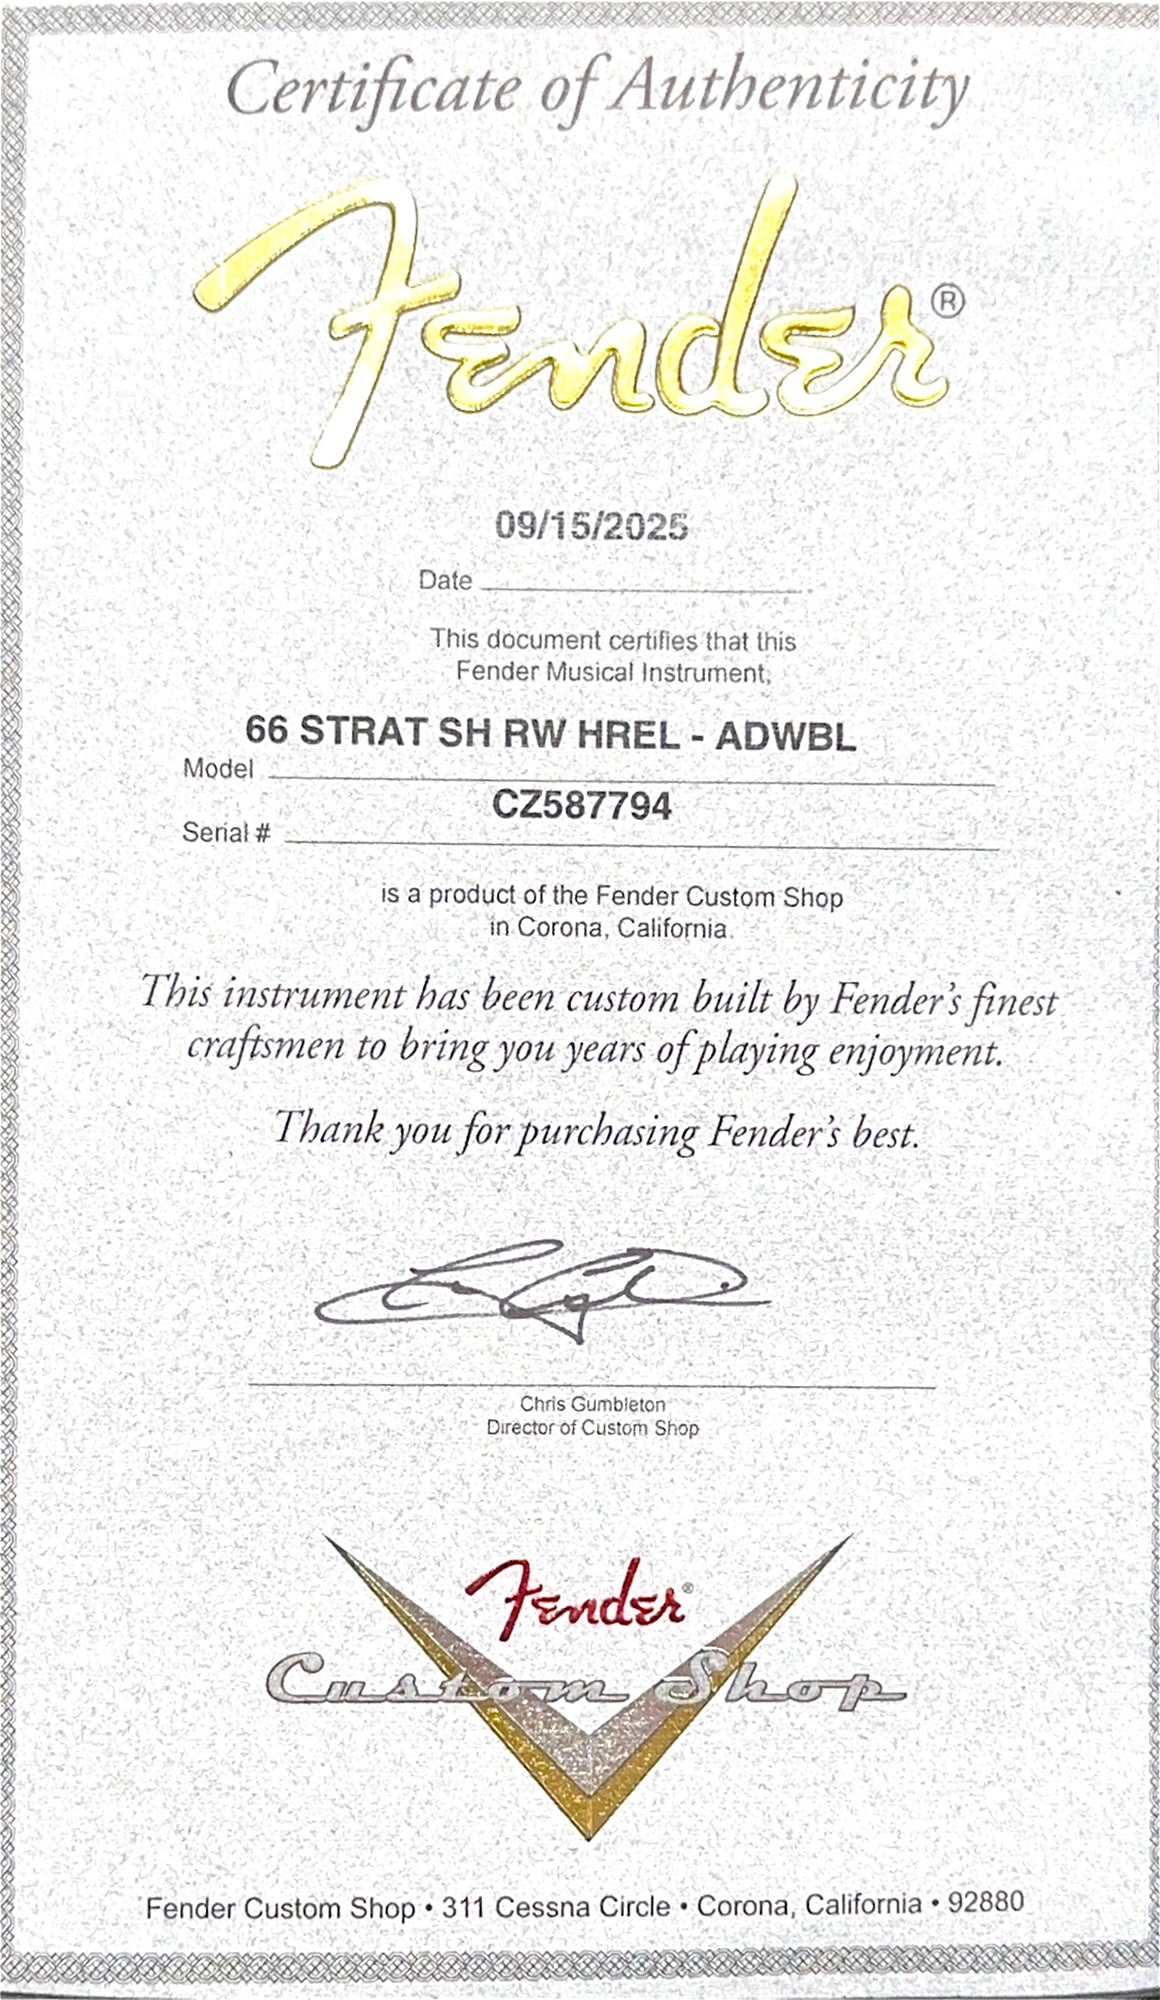 Certificate of Authenticity
Fender®
09/15/2025
Date
This document certifies that this
Fender Musical Instrument,
66 STRAT SH RW HREL - ADWBL
Model
CZ587794
Serial #
is a product of the Fender Custom Shop
in Corona, California.
This instrument has been custom built by Fender's finest
craftsmen to bring you years of playing enjoyment.
Thank you for purchasing Fender's best.
Chris Gumbleton
Director of Custom Shop
Fender®
Custom Shop
Fender Custom Shop • 311 Cessna Circle • Corona, California • 92880